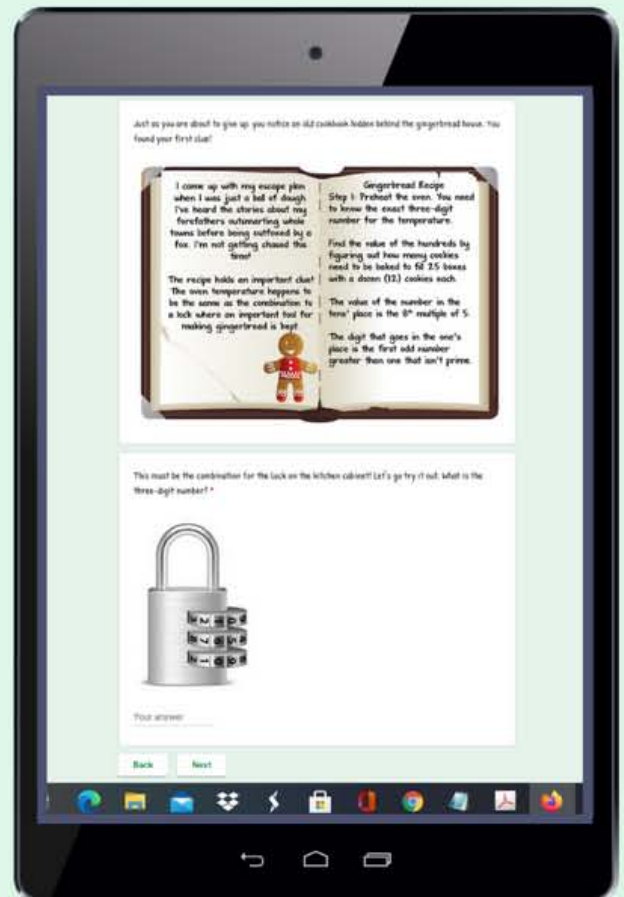 Just as you are about to give up, you notice an old cookbook hidden behind the gingerbread house. You
found your first clue!
I came up with my escape plan
when I was just a ball of dough.
I've heard the stories about my
forefathers outsmarting whole
towns before being outfoxed by a
fox. I'm not getting chased this
time!
The recipe holds an important clue!
The oven temperature happens to
be the same as the combination to
a lock where an important tool for
making gingerbread is kept
Gingerbread Recipe
Step 1: Preheat the oven. You need
to know the exact three-digit
number for the temperature.
Find the value of the hundreds by
figuring out how many cookies
need to be baked to fill 25 boxes
with a dozen (12) cookies each.
The value of the number in the
tens' place is the 8th multiple of 5.
The digit that goes in the one's
place is the first odd number
greater than one that isn't prime.
This must be the combination for the lock on the kitchen cabinet! Let's go try it out. What is the
three-digit number? *
Your answer
Back
Next